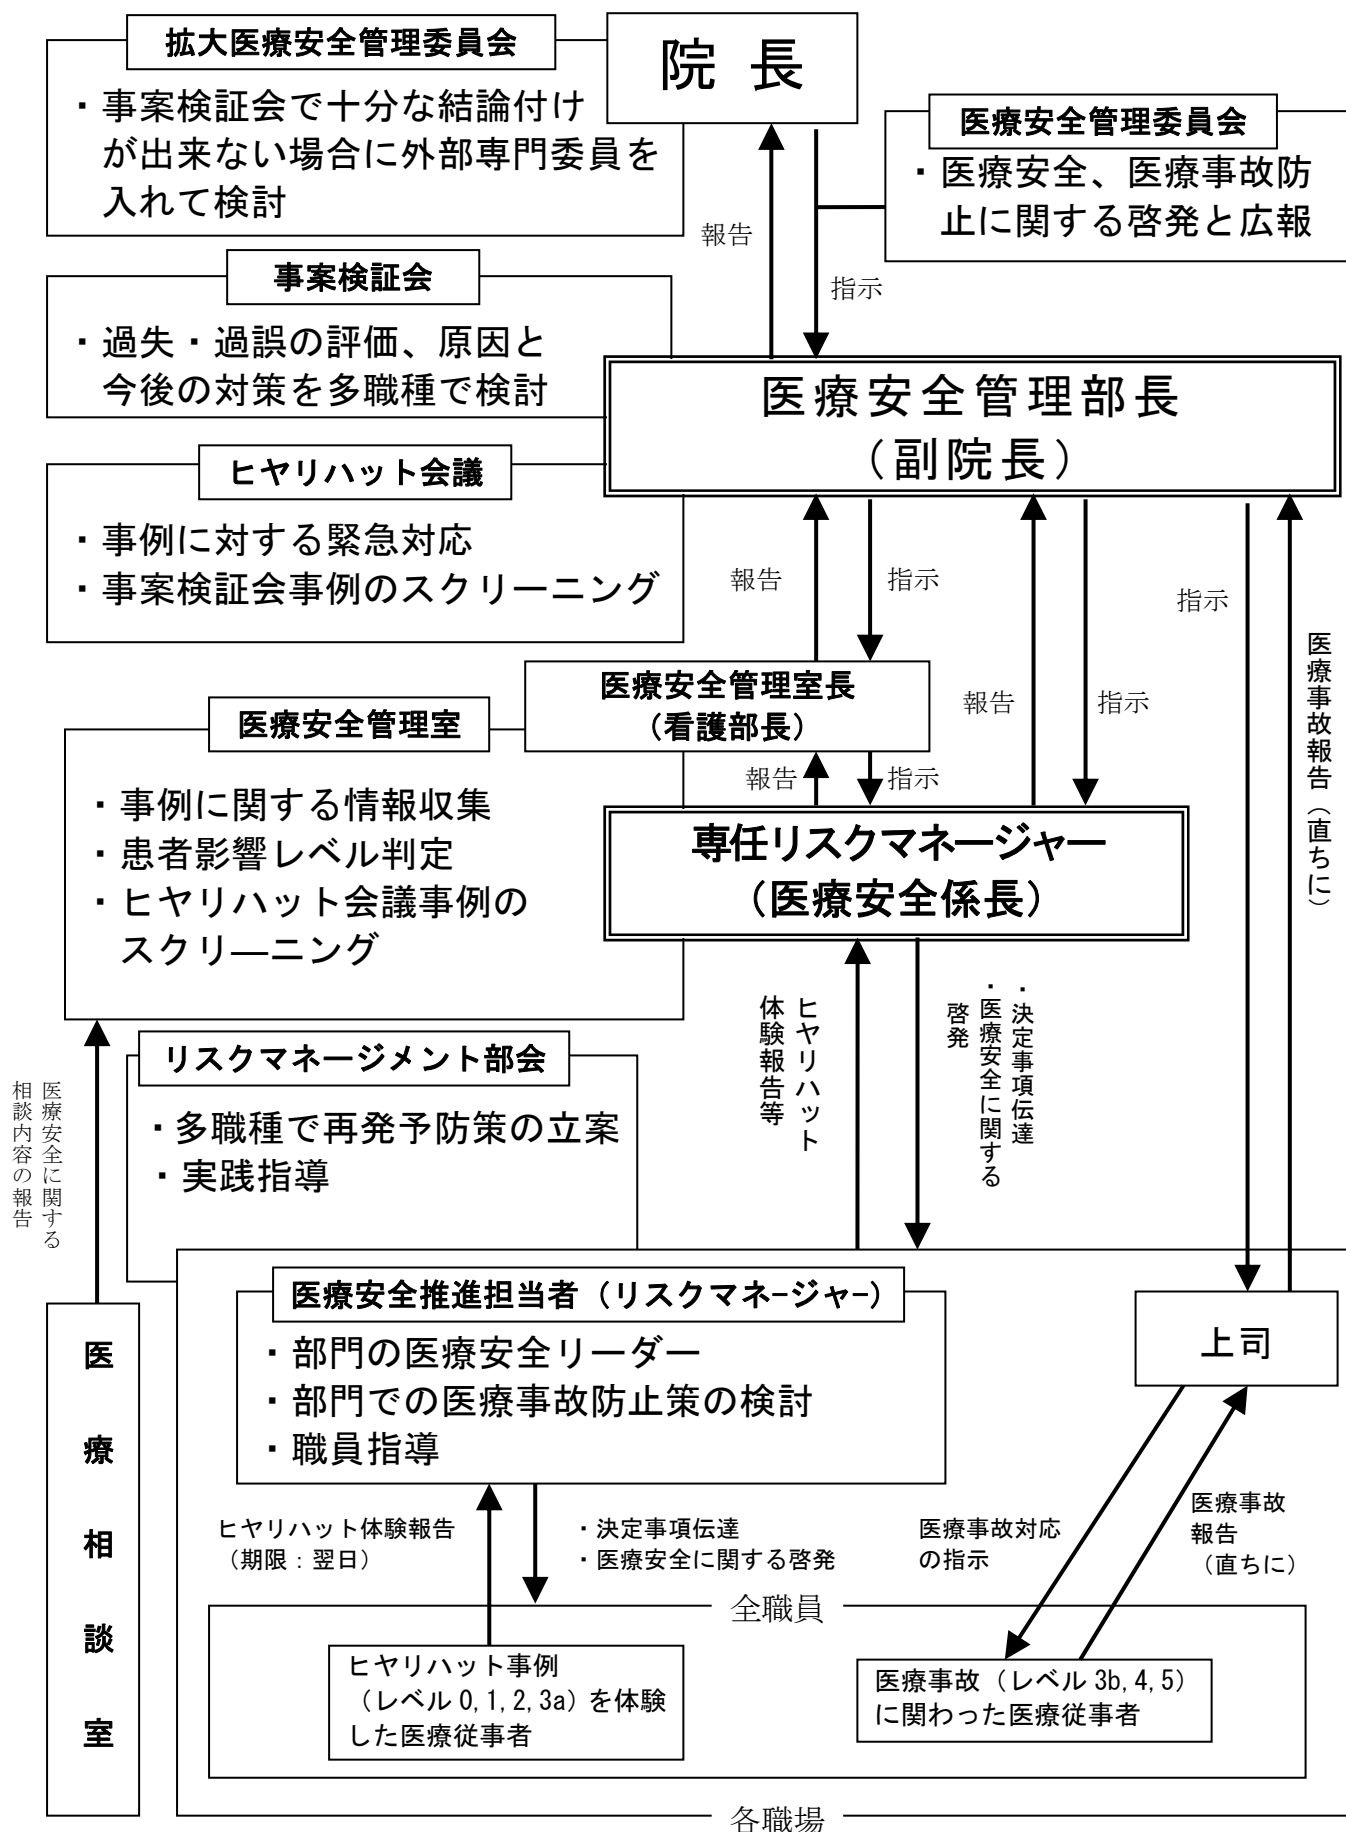 拡大医療安全管理委員会
・事案検証会で十分な結論付け
が出来ない場合に外部専門委員を
入れて検討
院 長
医療安全管理委員会
・医療安全、医療事故防
止に関する啓発と広報
報告
指示
事案検証会
・過失・過誤の評価、原因と
今後の対策を多職種で検討
医療安全管理部長
（副院長）
ヒヤリハット会議
・事例に対する緊急対応
・事案検証会事例のスクリーニング
報告
指示
報告
指示
指示
医療事故報告（直ちに）
医療安全管理室長
（看護部長）
医療安全管理室
・事例に関する情報収集
・患者影響レベル判定
・ヒヤリハット会議事例の
スクリ―ニング
報告
指示
専任リスクマネージャー
（医療安全係長）
ヒヤリハット
体験報告等
・決定事項伝達
・医療安全に関する
啓発
リスクマネージメント部会
・多職種で再発予防策の立案
・実践指導
医療安全に関する
相談内容の報告
医療相談室
医療安全推進担当者（リスクマネ−ジャ−）
・部門の医療安全リーダー
・部門での医療事故防止策の検討
・職員指導
上司
ヒヤリハット体験報告
（期限：翌日）
・決定事項伝達
・医療安全に関する啓発
医療事故対応
の指示
医療事故
報告
（直ちに）
全職員
ヒヤリハット事例
（レベル 0, 1, 2, 3a）を体験
した医療従事者
医療事故（レベル 3b, 4, 5）
に関わった医療従事者
各職場